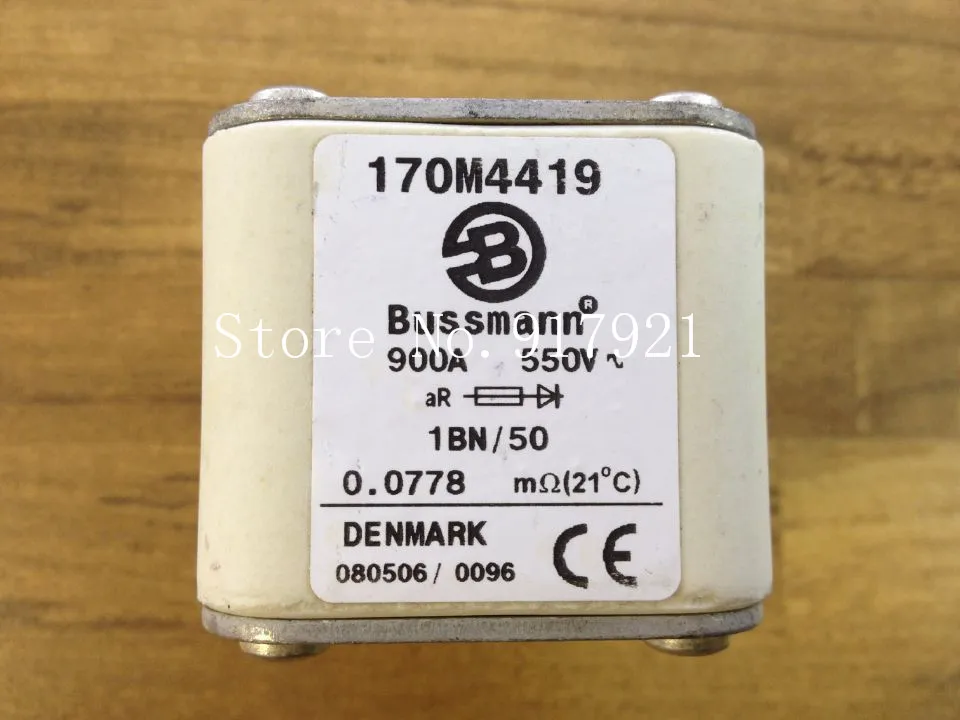 170M4419
B
Bussmann®
Store No. 917921
900A 550V ~
aR
1BN/50
0.0778 mΩ(21°C)
DENMARK
080506/ 0096
CE